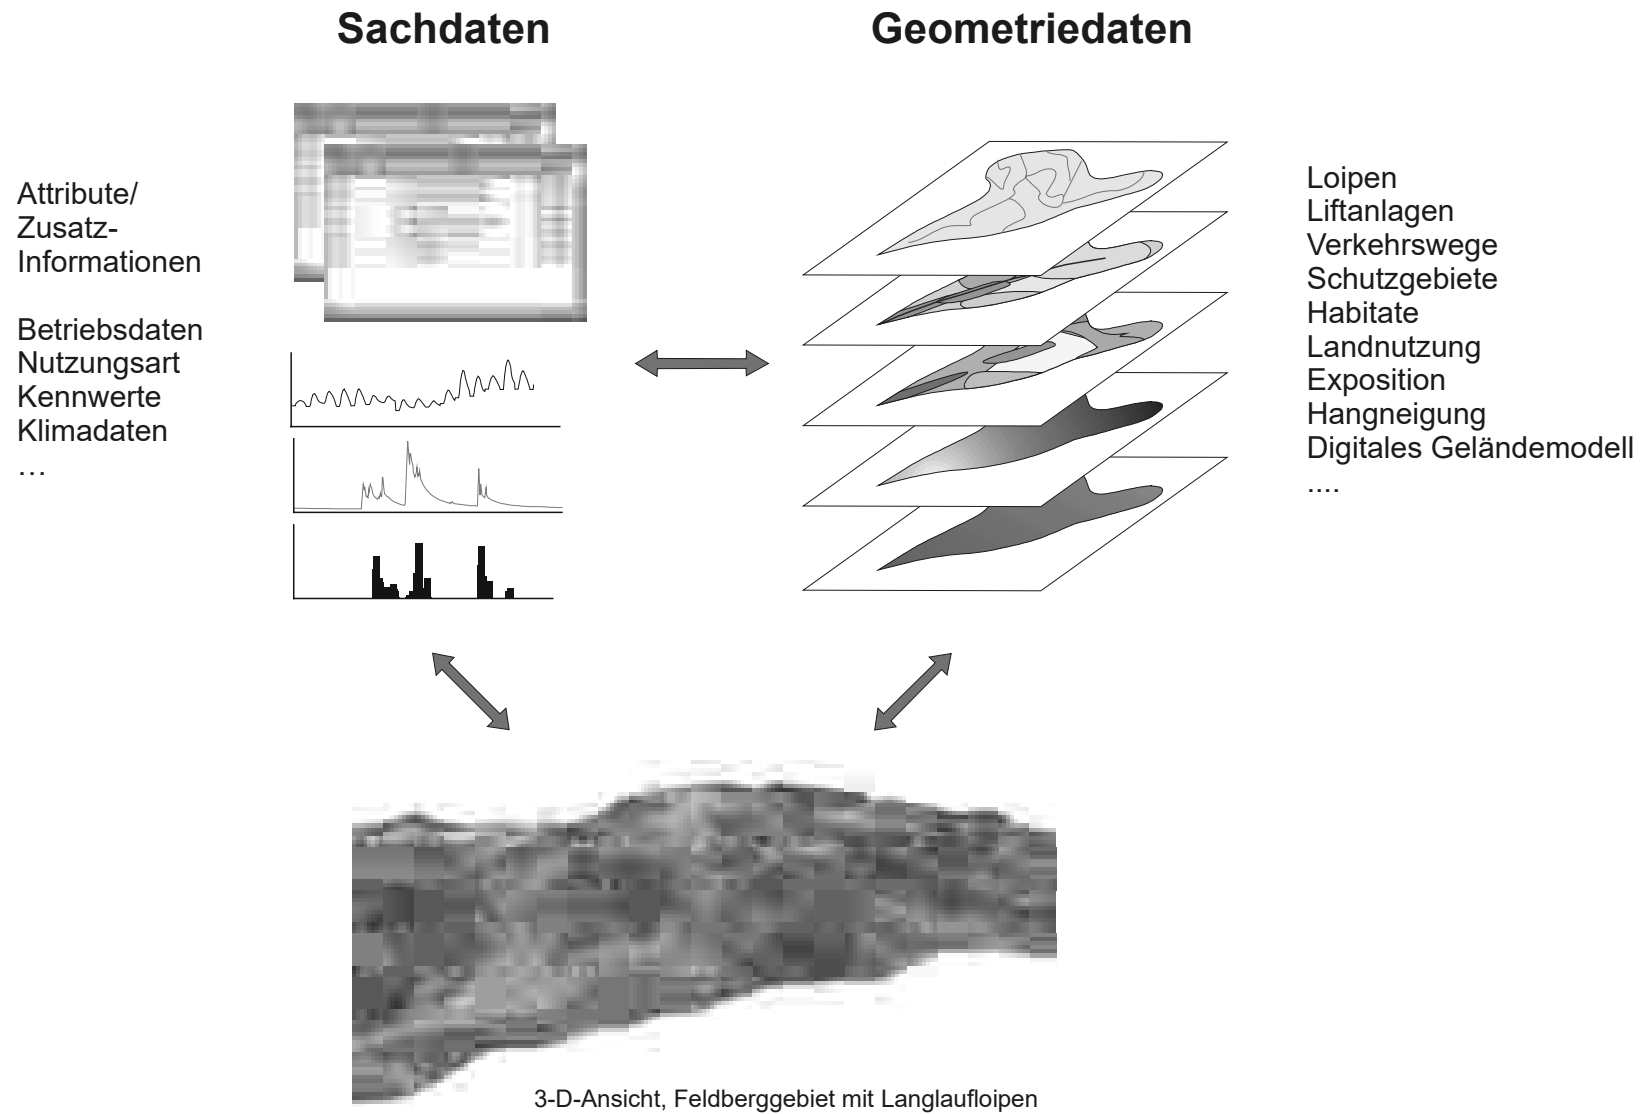 Sachdaten
Geometriedaten
Attribute/
Zusatz-
Informationen
Betriebsdaten
Nutzungsart
Kennwerte
Klimadaten
…
Loipen
Liftanlagen
Verkehrswege
Schutzgebiete
Habitate
Landnutzung
Exposition
Hangneigung
Digitales Geländemodell
....
3-D-Ansicht, Feldberggebiet mit Langlaufloipen